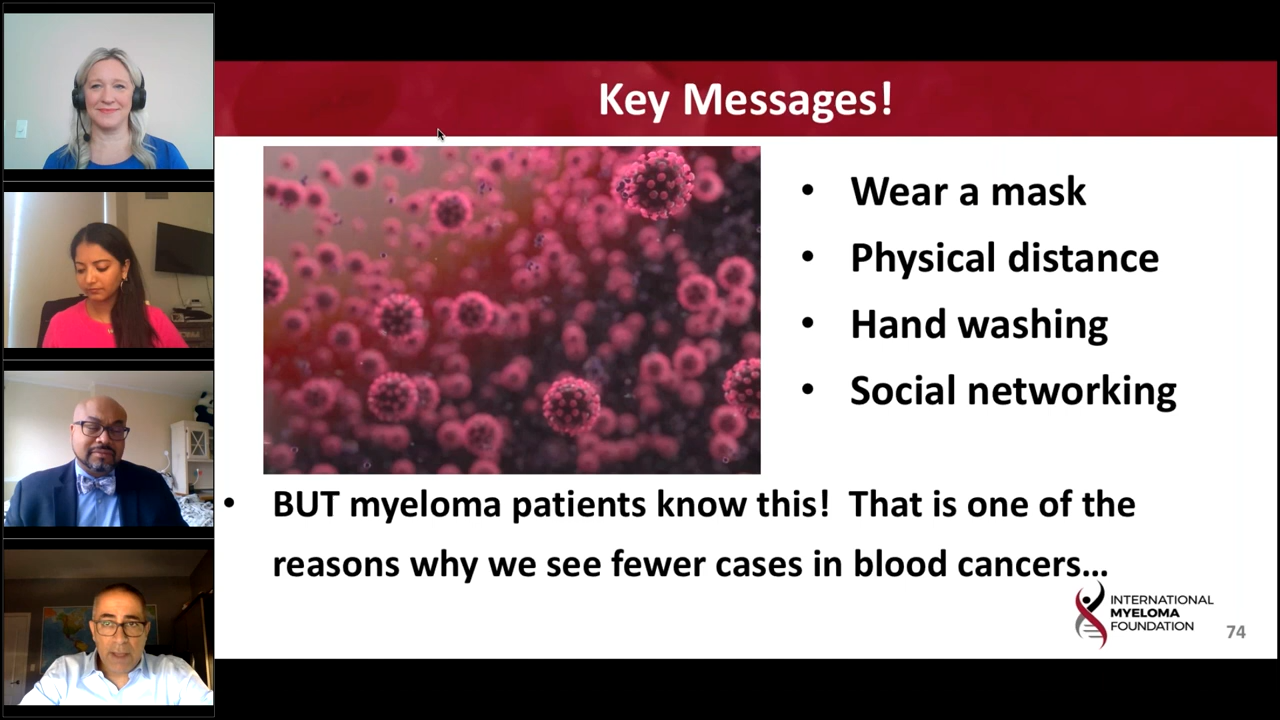 Key Messages!
• Wear a mask
• Physical distance
• Hand washing
• Social networking
• BUT myeloma patients know this! That is one of the
reasons why we see fewer cases in blood cancers…
INTERNATIONAL
MYELOMA
FOUNDATION
74